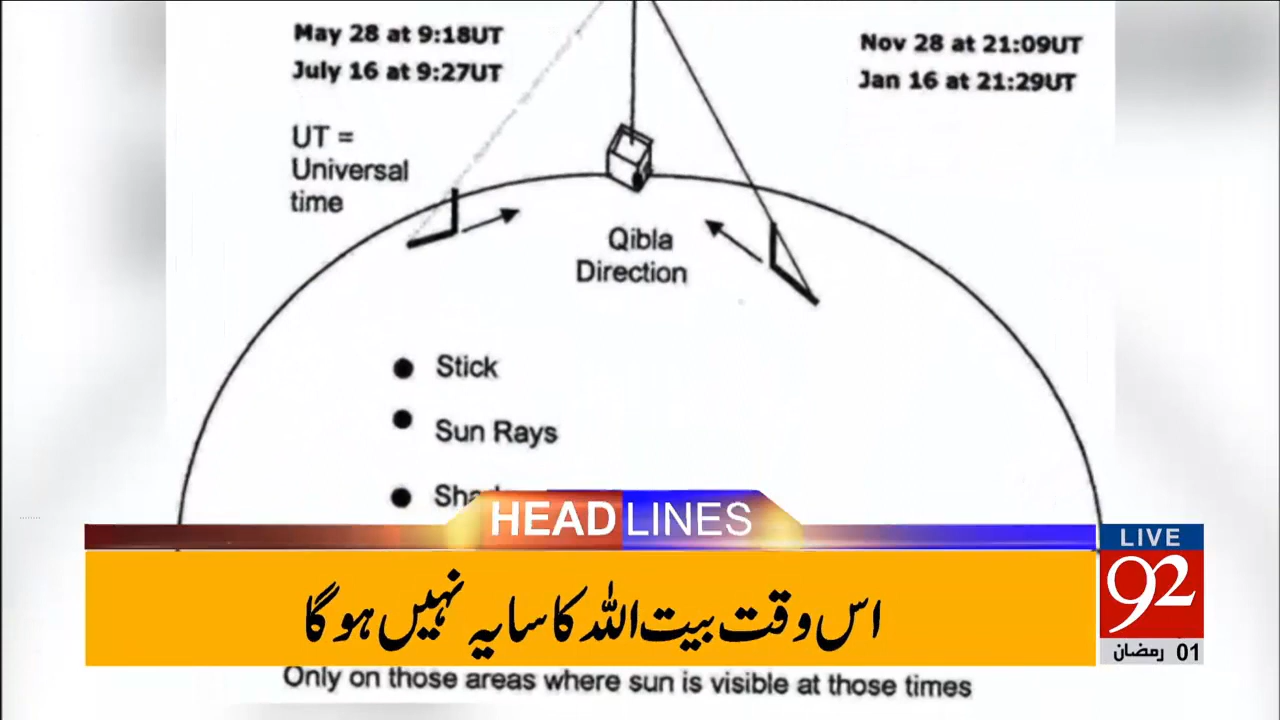 May 28 at 9:18UT
July 16 at 9:27UT
Nov 28 at 21:09UT
Jan 16 at 21:29UT
UT =
Universal
time
Qibla
Direction
Stick
Sun Rays
HEADLINES
اس وقت بیت اللہ کا سایہ نہیں ہو گا
LIVE
92
01 رمضان
Only on those areas where sun is visible at those times